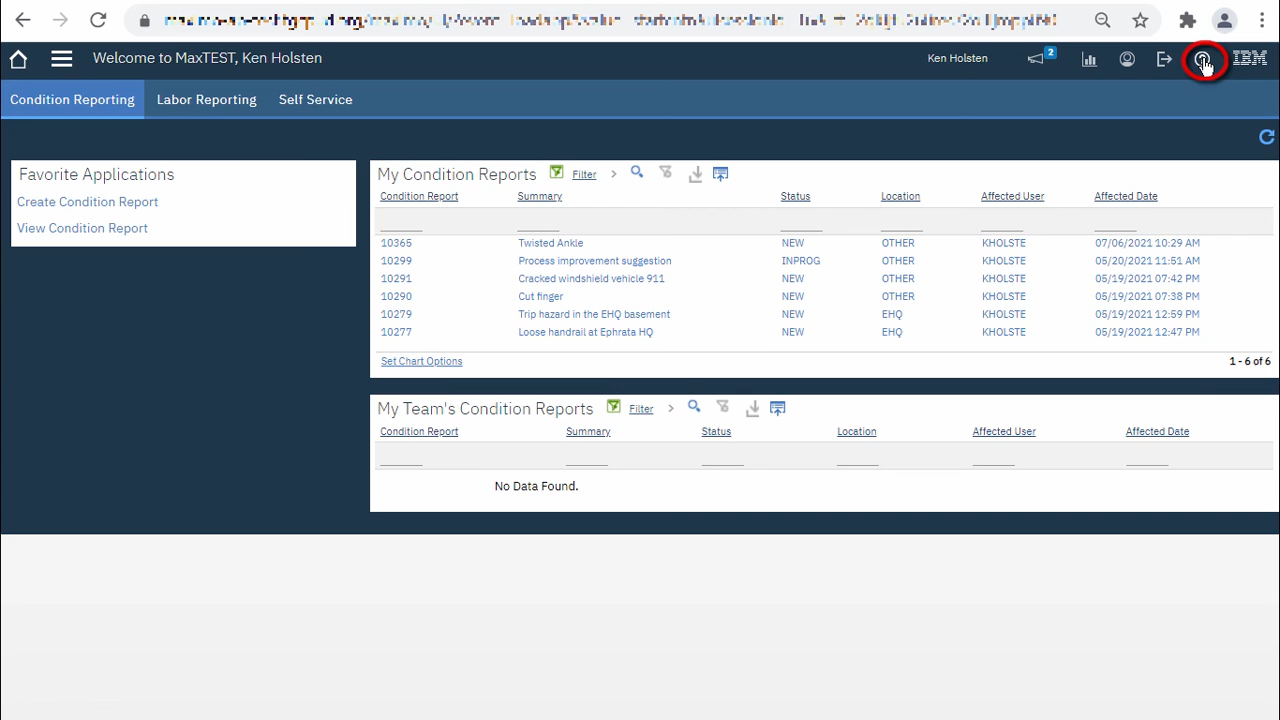 Welcome to MaxTEST, Ken Holsten
Ken Holsten
2
IBM
Condition Reporting Labor Reporting Self Service
Favorite Applications
Create Condition Report
View Condition Report
My Condition Reports Filter
Condition Report Summary Status Location Affected User Affected Date
10365 Twisted Ankle NEW OTHER KHOLSTE 07/06/2021 10:29 AM
10299 Process improvement suggestion INPROG OTHER KHOLSTE 05/20/2021 11:51 AM
10291 Cracked windshield vehicle 911 NEW OTHER KHOLSTE 05/19/2021 07:42 PM
10290 Cut finger NEW OTHER KHOLSTE 05/19/2021 07:38 PM
10279 Trip hazard in the EHQ basement NEW EHQ KHOLSTE 05/19/2021 12:59 PM
10277 Loose handrail at Ephrata HQ NEW EHQ KHOLSTE 05/19/2021 12:47 PM
Set Chart Options 1 - 6 of 6
My Team's Condition Reports Filter
Condition Report Summary Status Location Affected User Affected Date
No Data Found.